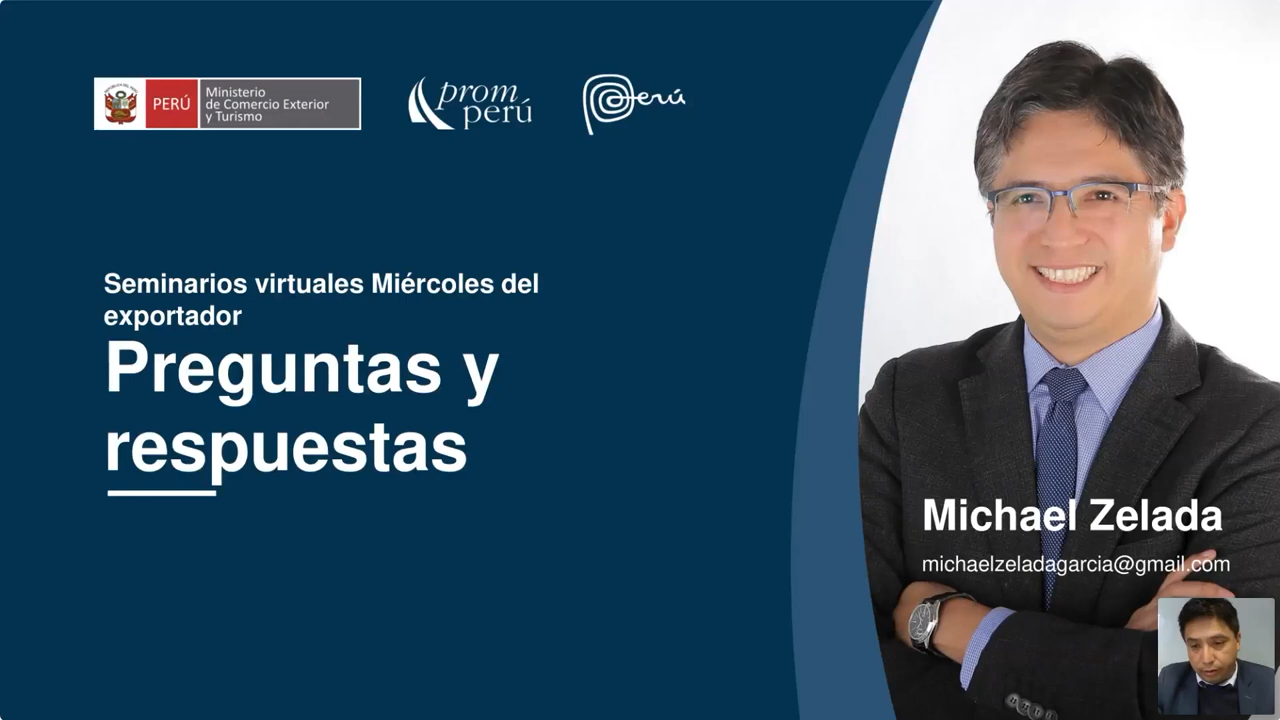 PERÚ
Ministerio
de Comercio Exterior
y Turismo
prom
perú
Perú
Seminarios virtuales Miércoles del
exportador
Preguntas y
respuestas
Michael Zelada
michaelzeladagarcia@gmail.com